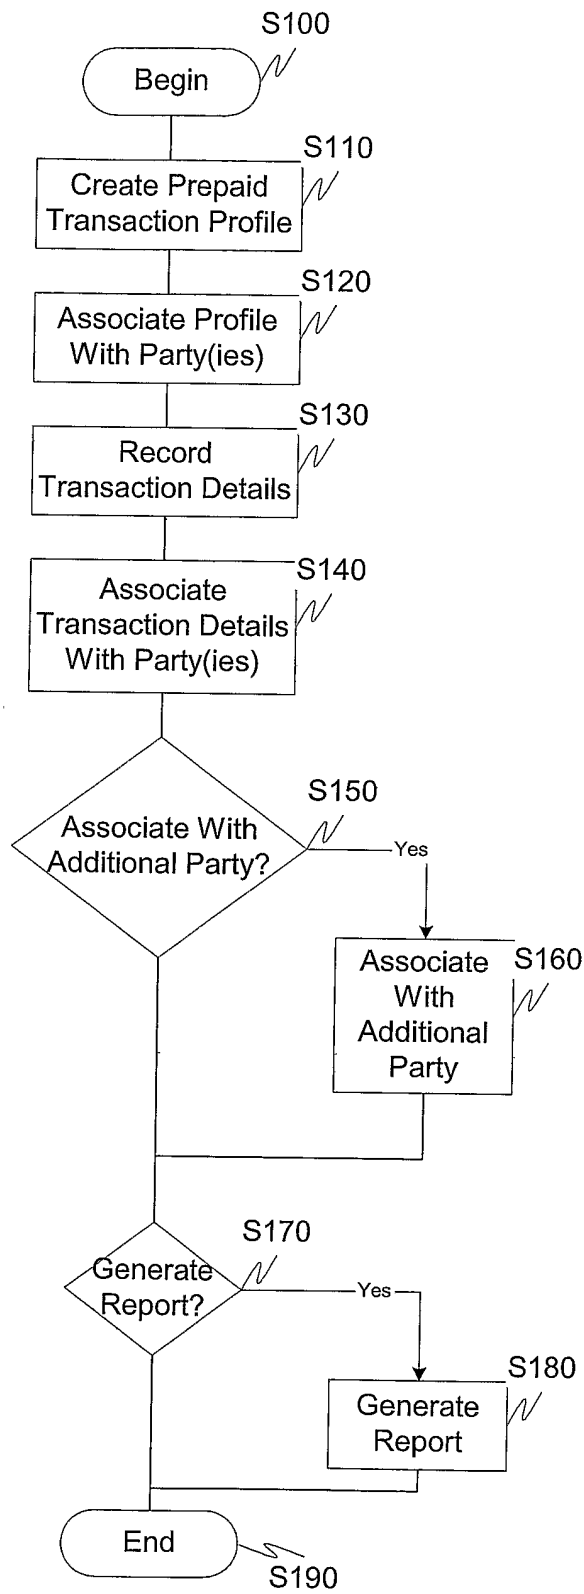 S100
Begin
S110
Create Prepaid
Transaction Profile
S120
Associate Profile
With Party(ies)
S130
Record
Transaction Details
S140
Associate
Transaction Details
With Party(ies)
S150
Associate With
Additional Party?
Yes
S160
Associate
With
Additional
Party
S170
Generate
Report?
Yes
S180
Generate
Report
End
S190